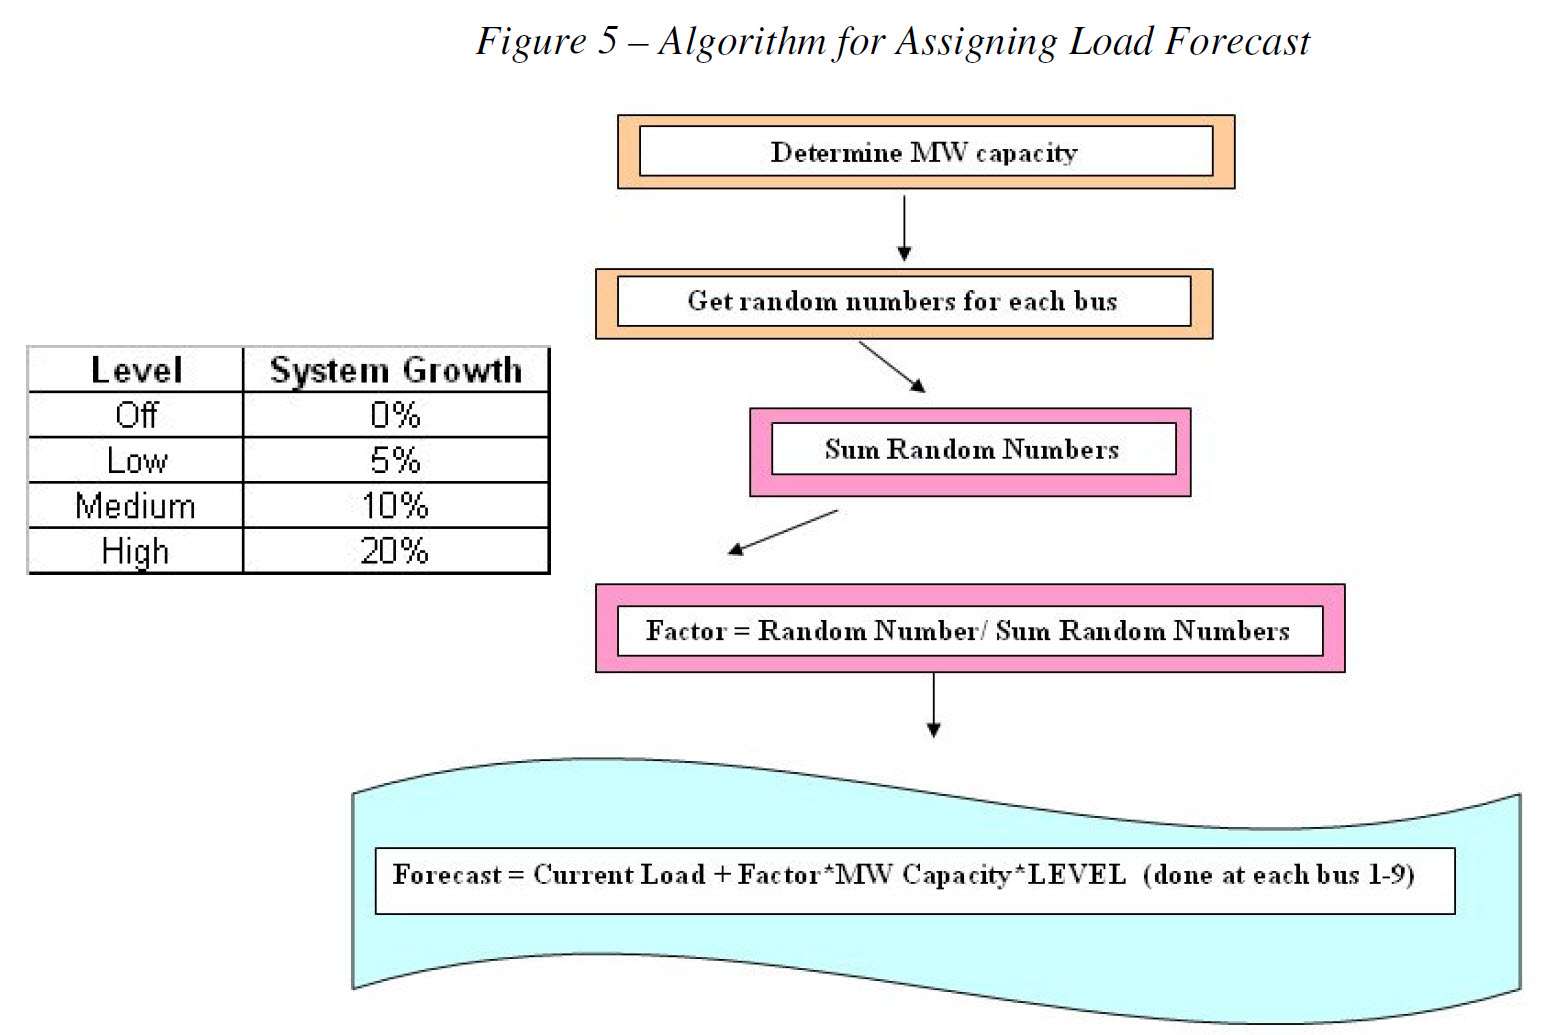 Figure 5 – Algorithm for Assigning Load Forecast
Determine MW capacity
Get random numbers for each bus
Level System Growth
Off 0%
Low 5%
Medium 10%
High 20%
Sum Random Numbers
Factor = Random Number/ Sum Random Numbers
Forecast = Current Load + Factor*MW Capacity*LEVEL (done at each bus 1-9)